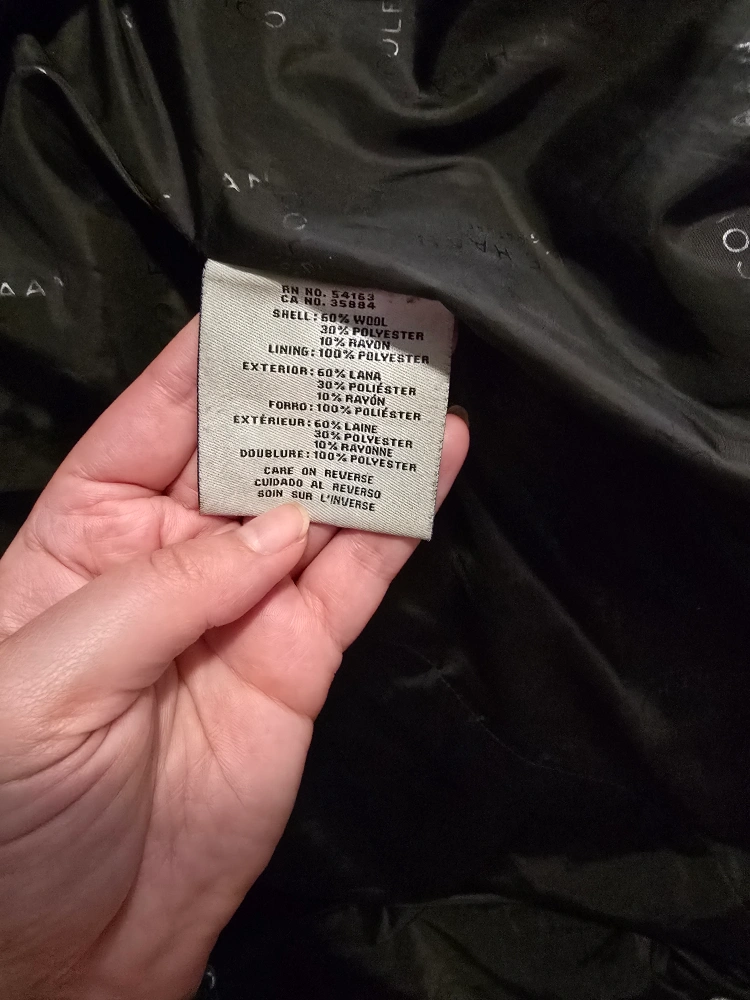 RN NO. 54163
CA NO. 35884
SHELL: 60% WOOL
30% POLYESTER
10% RAYON
LINING: 100% POLYESTER
EXTERIOR: 60% LANA
30% POLIÉSTER
10% RAYÓN
FORRO: 100% POLIÉSTER
EXTÉRIEUR: 60% LAINE
30% POLYESTER
10% RAYONNE
DOUBLURE: 100% POLYESTER
CARE ON REVERSE
CUIDADO AL REVERSO
SOIN SUR L'INVERSE